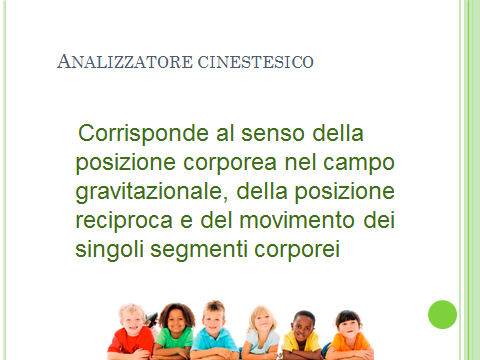 ANALIZZATORE CINESTESICO
Corrisponde al senso della
posizione corporea nel campo
gravitazionale, della posizione
reciproca e del movimento dei
singoli segmenti corporei